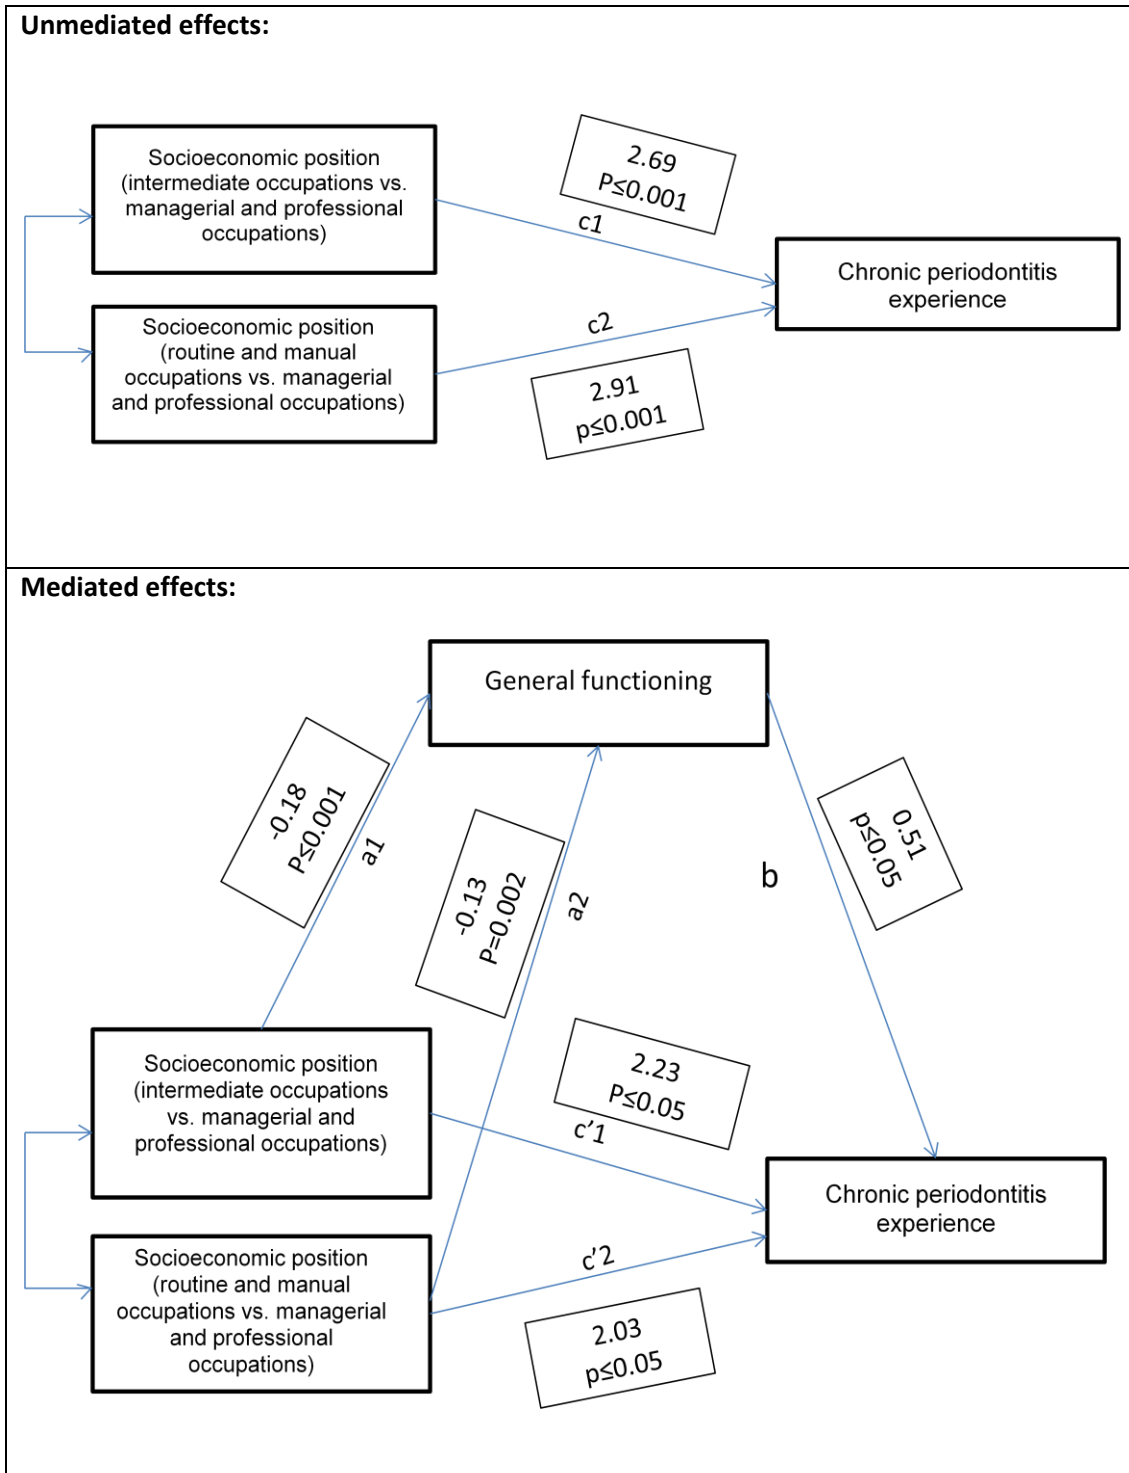 Unmediated effects:
Socioeconomic position
(intermediate occupations vs.
managerial and professional
occupations)
2.69
P≤0.001
c1
Chronic periodontitis
experience
Socioeconomic position
(routine and manual
occupations vs. managerial
and professional occupations)
c2
2.91
p≤0.001
Mediated effects:
General functioning
-0.18
P≤0.001
a1
-0.13
P=0.002
a2
b
0.51
p≤0.05
Socioeconomic position
(intermediate occupations
vs. managerial and
professional occupations)
2.23
P≤0.05
c'1
Chronic periodontitis
experience
Socioeconomic position
(routine and manual
occupations vs. managerial
and professional
occupations)
c'2
2.03
p≤0.05